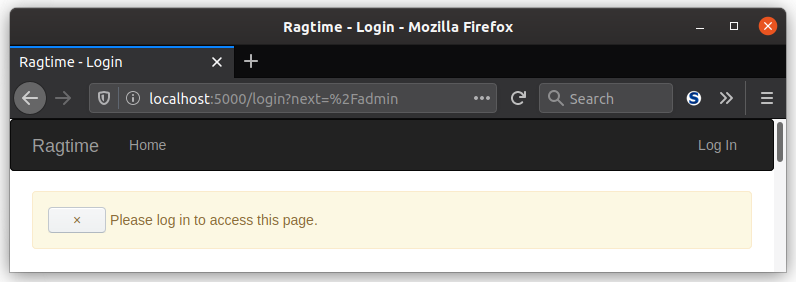 Ragtime - Login - Mozilla Firefox
Ragtime - Login
localhost:5000/login?next=%2Fadmin
Search
Ragtime Home Log In
× Please log in to access this page.